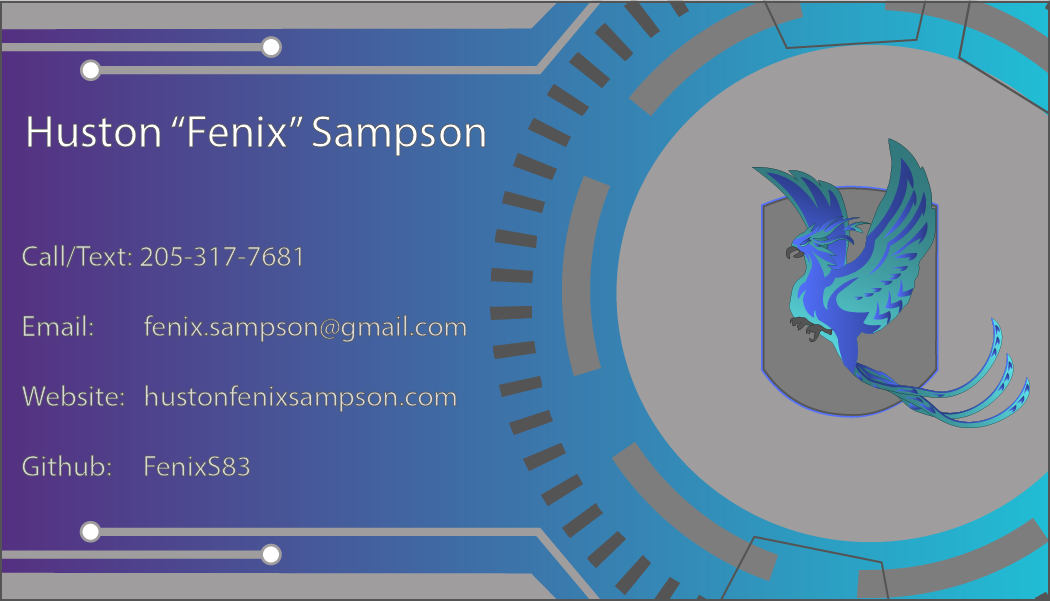 Huston “Fenix” Sampson
Call/Text: 205-317-7681
Email: fenix.sampson@gmail.com
Website: hustonfenixsampson.com
Github: FenixS83